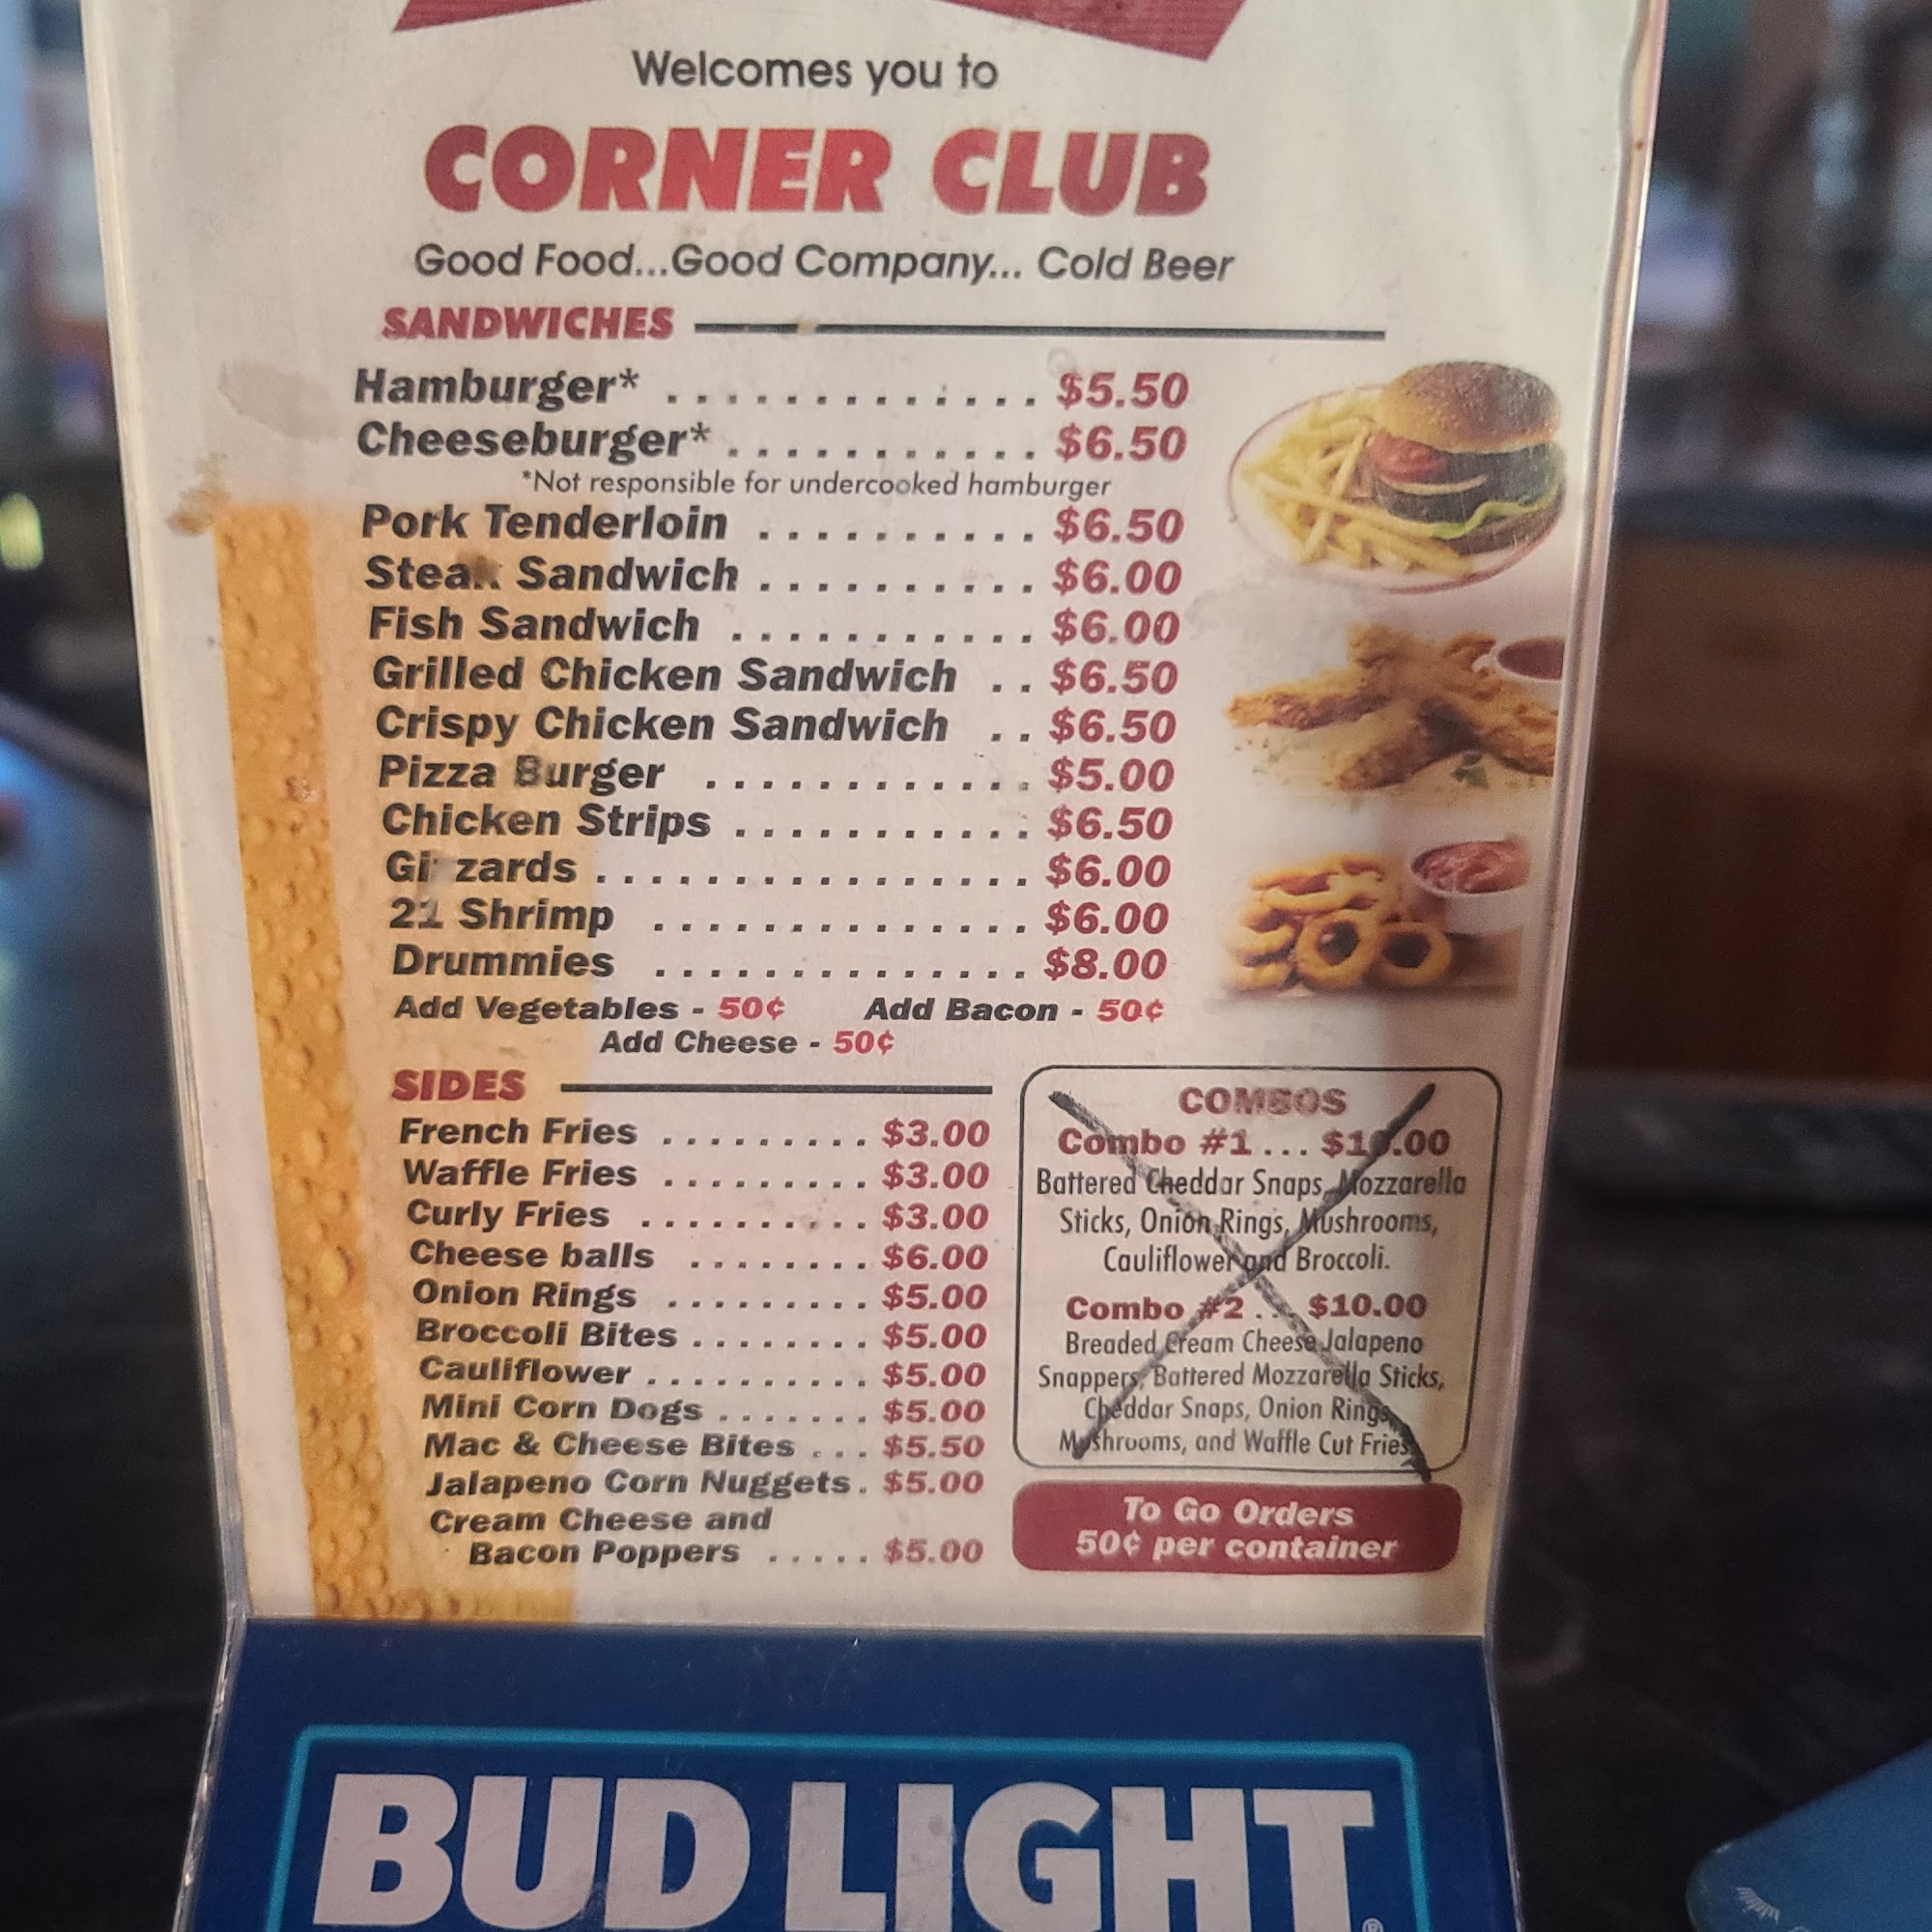 Welcomes you to
CORNER CLUB
Good Food...Good Company... Cold Beer
SANDWICHES
Hamburger* ............. $5.50
Cheeseburger* ........... $6.50
*Not responsible for undercooked hamburger
Pork Tenderloin .......... $6.50
Steak Sandwich .......... $6.00
Fish Sandwich ........... $6.00
Grilled Chicken Sandwich .. $6.50
Crispy Chicken Sandwich .. $6.50
Pizza Burger ............ $5.00
Chicken Strips ........... $6.50
Gizzards ................ $6.00
21 Shrimp .............. $6.00
Drummies .............. $8.00
Add Vegetables - 50¢ Add Bacon - 50¢
Add Cheese - 50¢
SIDES
French Fries ......... $3.00
Waffle Fries ......... $3.00
Curly Fries .......... $3.00
Cheese balls ........ $6.00
Onion Rings ......... $5.00
Broccoli Bites ........ $5.00
Cauliflower .......... $5.00
Mini Corn Dogs ....... $5.00
Mac & Cheese Bites ... $5.50
Jalapeno Corn Nuggets . $5.00
Cream Cheese and
Bacon Poppers ..... $5.00
COMBOS
Combo #1 ... $10.00
Battered Cheddar Snaps, Mozzarella
Sticks, Onion Rings, Mushrooms,
Cauliflower and Broccoli.
Combo #2 ... $10.00
Breaded Cream Cheese Jalapeno
Snappers, Battered Mozzarella Sticks,
Cheddar Snaps, Onion Rings,
Mushrooms, and Waffle Cut Fries
To Go Orders
50¢ per container
BUD LIGHT